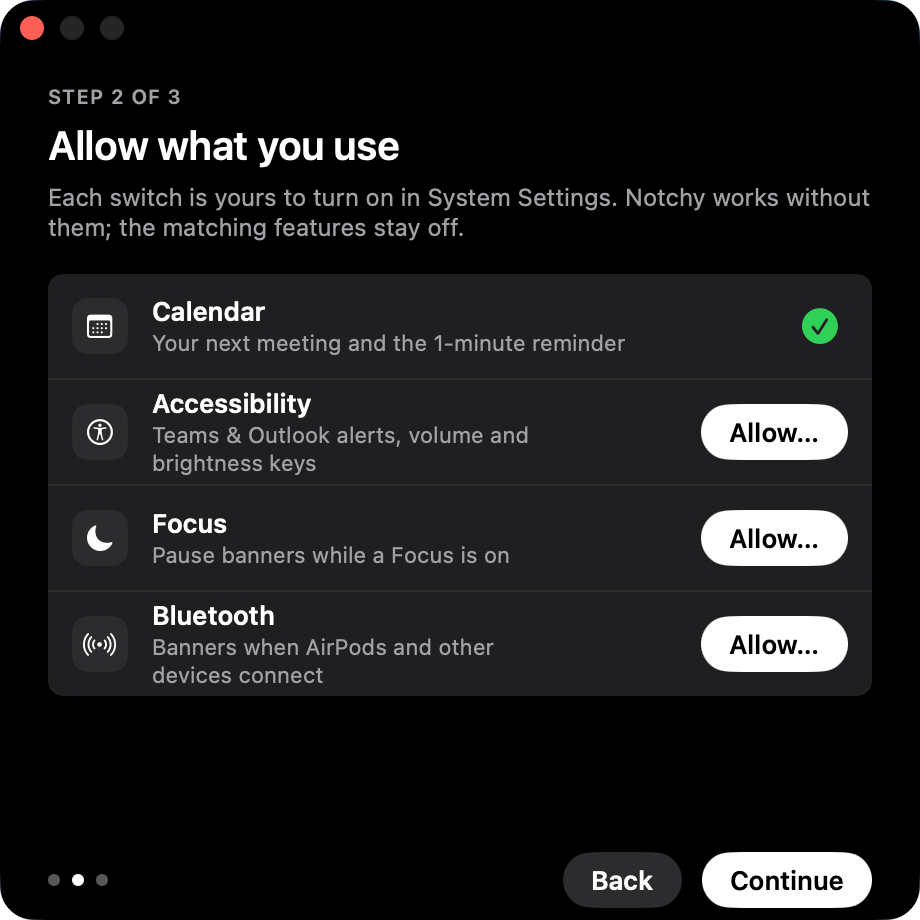 STEP 2 OF 3
Allow what you use
Each switch is yours to turn on in System Settings. Notchy works without
them; the matching features stay off.
Calendar
Your next meeting and the 1-minute reminder
Accessibility
Teams & Outlook alerts, volume and
brightness keys
Allow...
Focus
Pause banners while a Focus is on
Allow...
Bluetooth
Banners when AirPods and other
devices connect
Allow...
Back
Continue